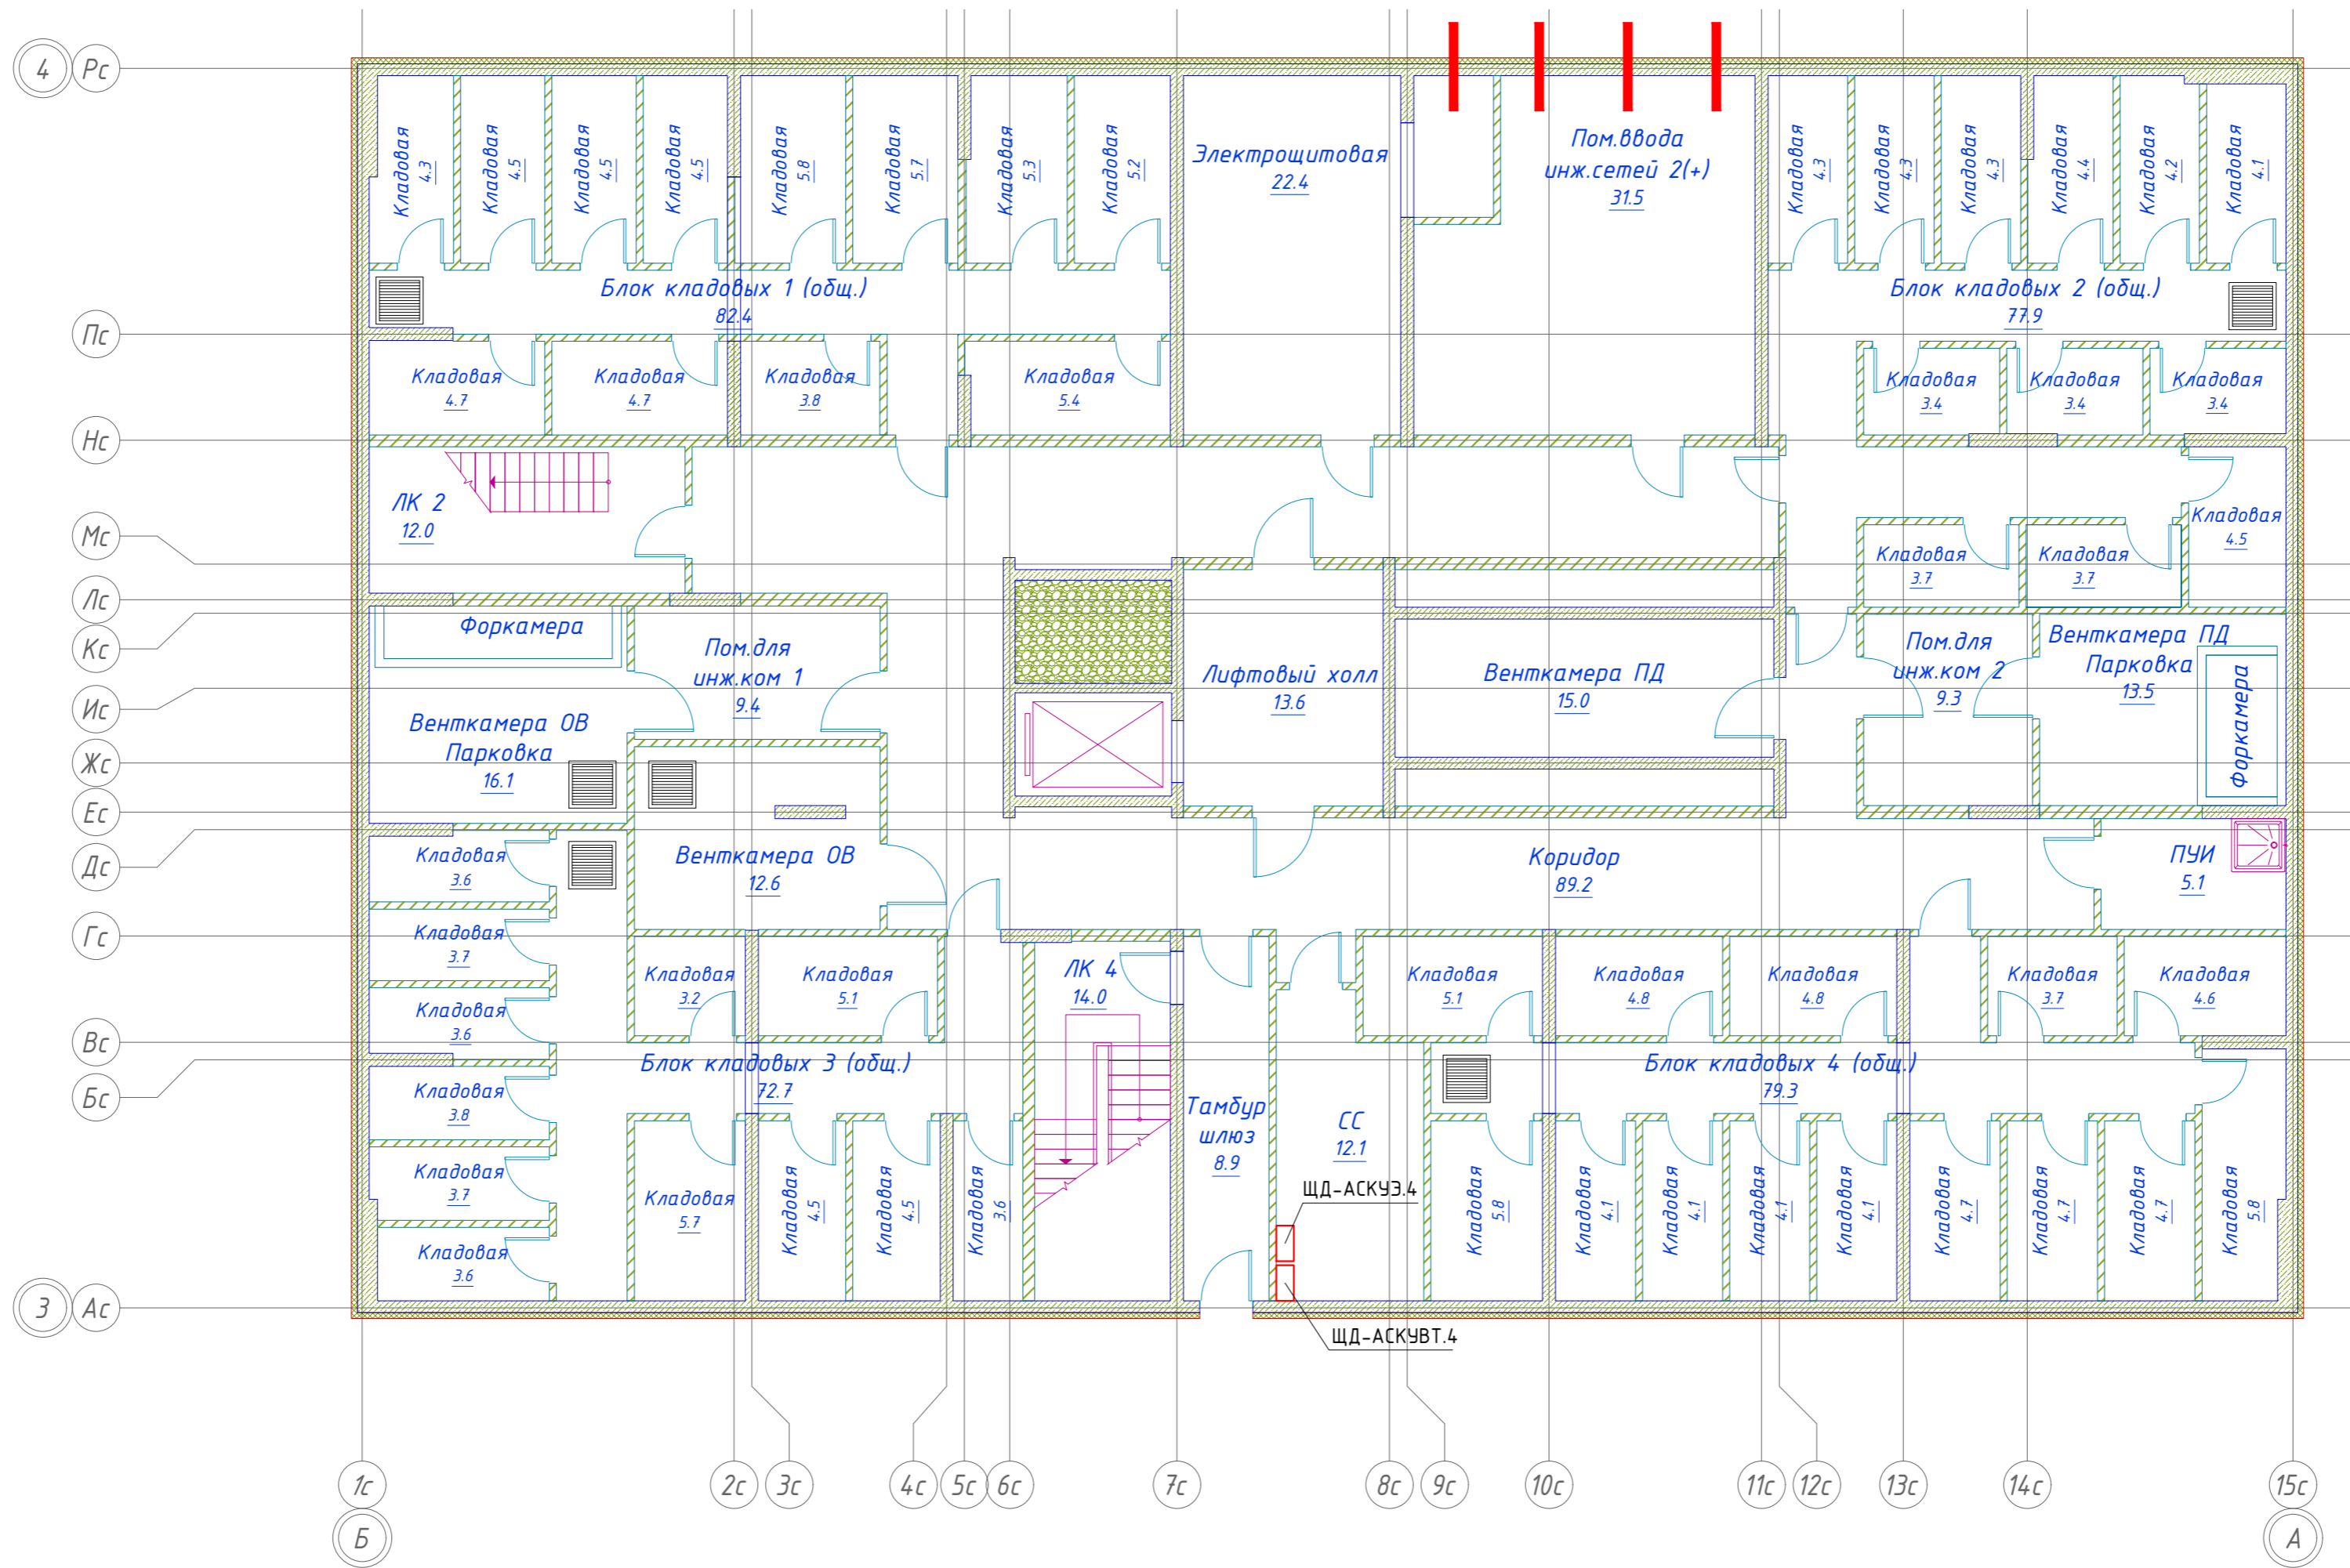 4 Рс
Кладовая
4.3
Кладовая
4.5
Кладовая
4.5
Кладовая
4.5
Кладовая
5.8
Кладовая
5.7
Кладовая
5.3
Кладовая
5.2
Электрощитовая
22.4
Пом.ввода
инж.сетей 2(+)
31.5
Кладовая
4.3
Кладовая
4.3
Кладовая
4.3
Кладовая
4.4
Кладовая
4.2
Кладовая
4.1
Блок кладовых 1 (общ.)
82.4
Блок кладовых 2 (общ.)
77.9
Пс
Кладовая
4.7
Кладовая
4.7
Кладовая
3.8
Кладовая
5.4
Кладовая
3.4
Кладовая
3.4
Кладовая
3.4
Нс
ЛК 2
12.0
Кладовая
4.5
Мс
Кладовая
3.7
Кладовая
3.7
Лс
Форкамера
Кс
Пом.для
инж.ком 1
9.4
Лифтовый холл
13.6
Венткамера ПД
15.0
Пом.для
инж.ком 2
9.3
Венткамера ПД
Парковка
13.5
Форкамера
Ис
Венткамера ОВ
Парковка
16.1
Жс
Ес
Дс
Кладовая
3.6
Венткамера ОВ
12.6
Коридор
89.2
ПУИ
5.1
Гс
Кладовая
3.7
Кладовая
3.2
Кладовая
5.1
ЛК 4
14.0
Кладовая
5.1
Кладовая
4.8
Кладовая
4.8
Кладовая
3.7
Кладовая
4.6
Кладовая
3.6
Вс
Блок кладовых 3 (общ.)
72.7
Блок кладовых 4 (общ.)
79.3
Бс
Кладовая
3.8
Тамбур
шлюз
8.9
СС
12.1
Кладовая
3.7
Кладовая
5.7
Кладовая
4.5
Кладовая
4.5
Кладовая
3.6
ЩД-АСКУЭ.4
Кладовая
5.8
Кладовая
4.1
Кладовая
4.1
Кладовая
4.1
Кладовая
4.1
Кладовая
4.7
Кладовая
4.7
Кладовая
4.7
Кладовая
5.8
Кладовая
3.6
3 Ас
ЩД-АСКУВТ.4
1с 2с 3с 4с 5с 6с 7с 8с 9с 10с 11с 12с 13с 14с 15с
Б А